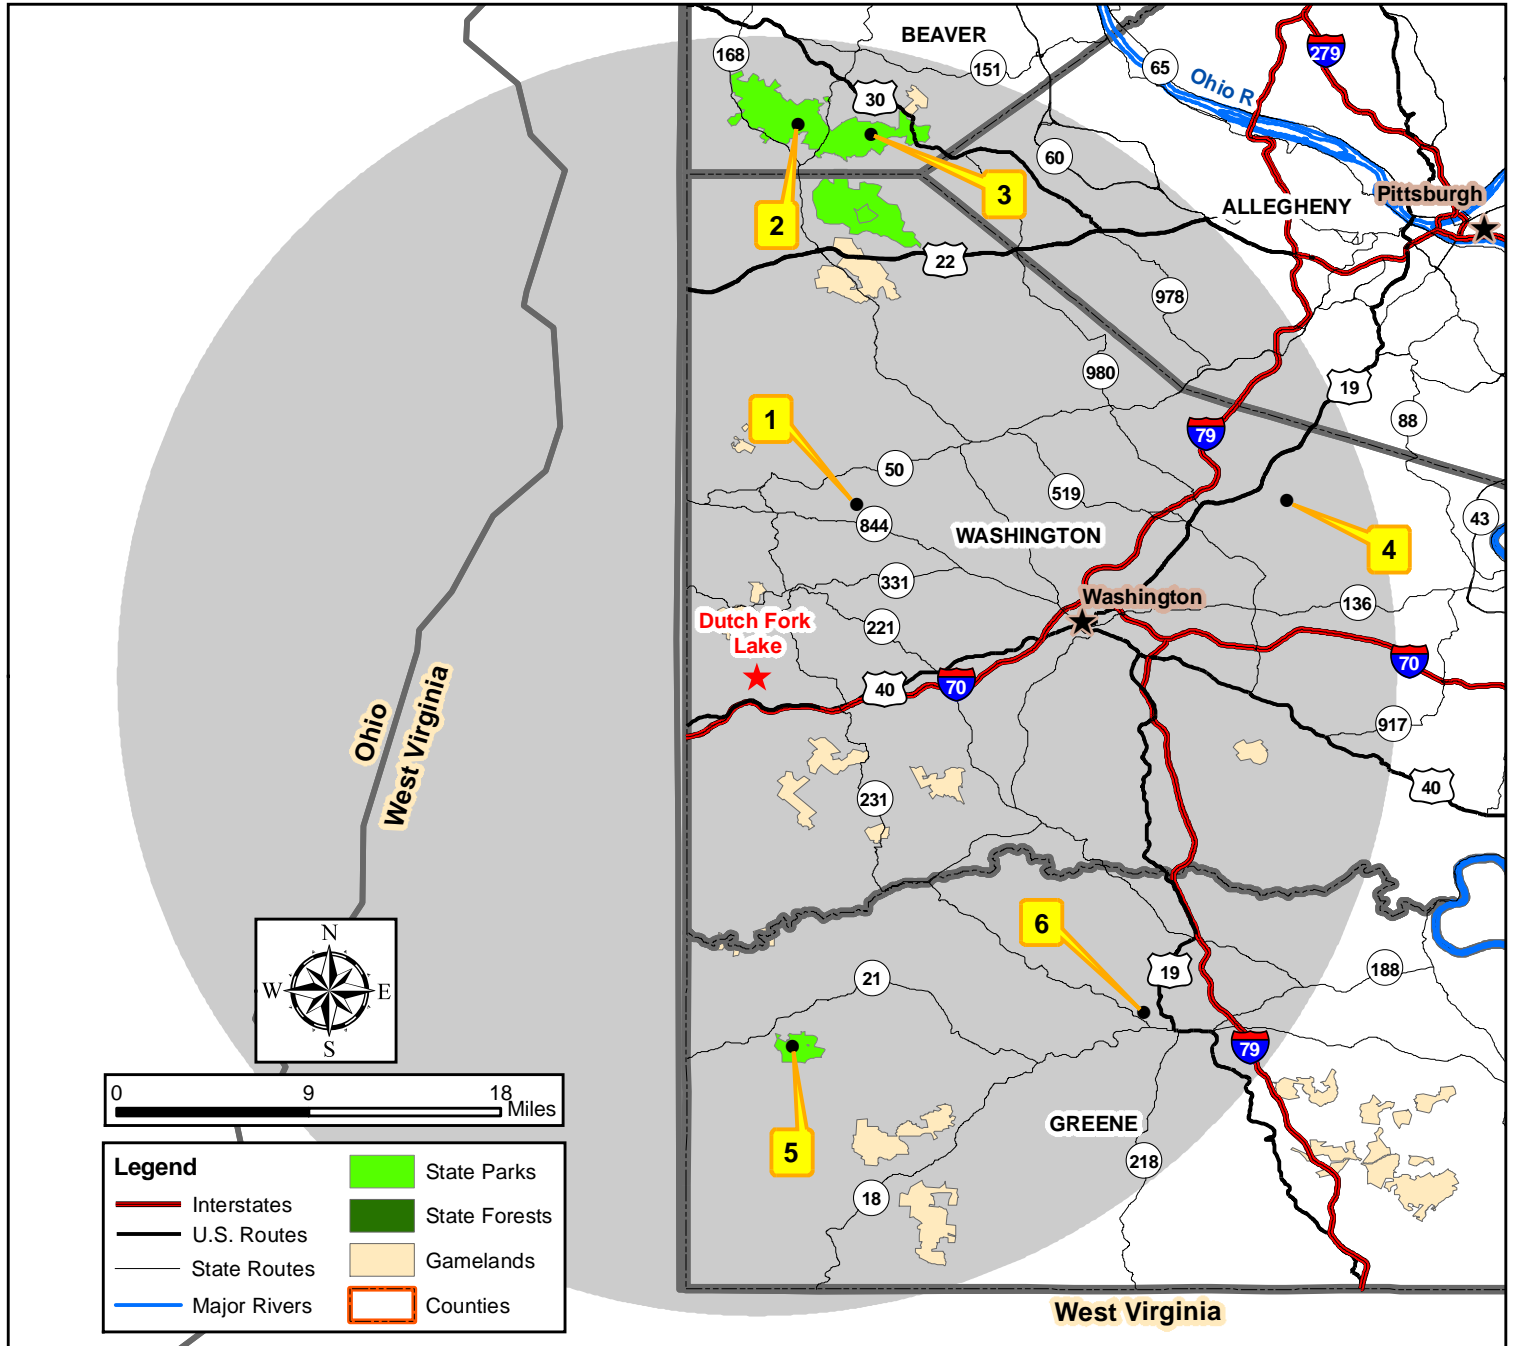 BEAVER
279
168
151
65
30
Ohio R
60
3
2
ALLEGHENY
Pittsburgh
22
978
980
19
1
88
79
50
519
43
844
WASHINGTON
4
331
Washington
136
Dutch Fork
Lake
221
70
40
70
917
Ohio
West Virginia
231
40
6
N
W
E
S
21
19
188
79
0
9
18
Miles
5
GREENE
218
18
Legend
Interstates
U.S. Routes
State Routes
Major Rivers
State Parks
State Forests
Gamelands
Counties
West Virginia